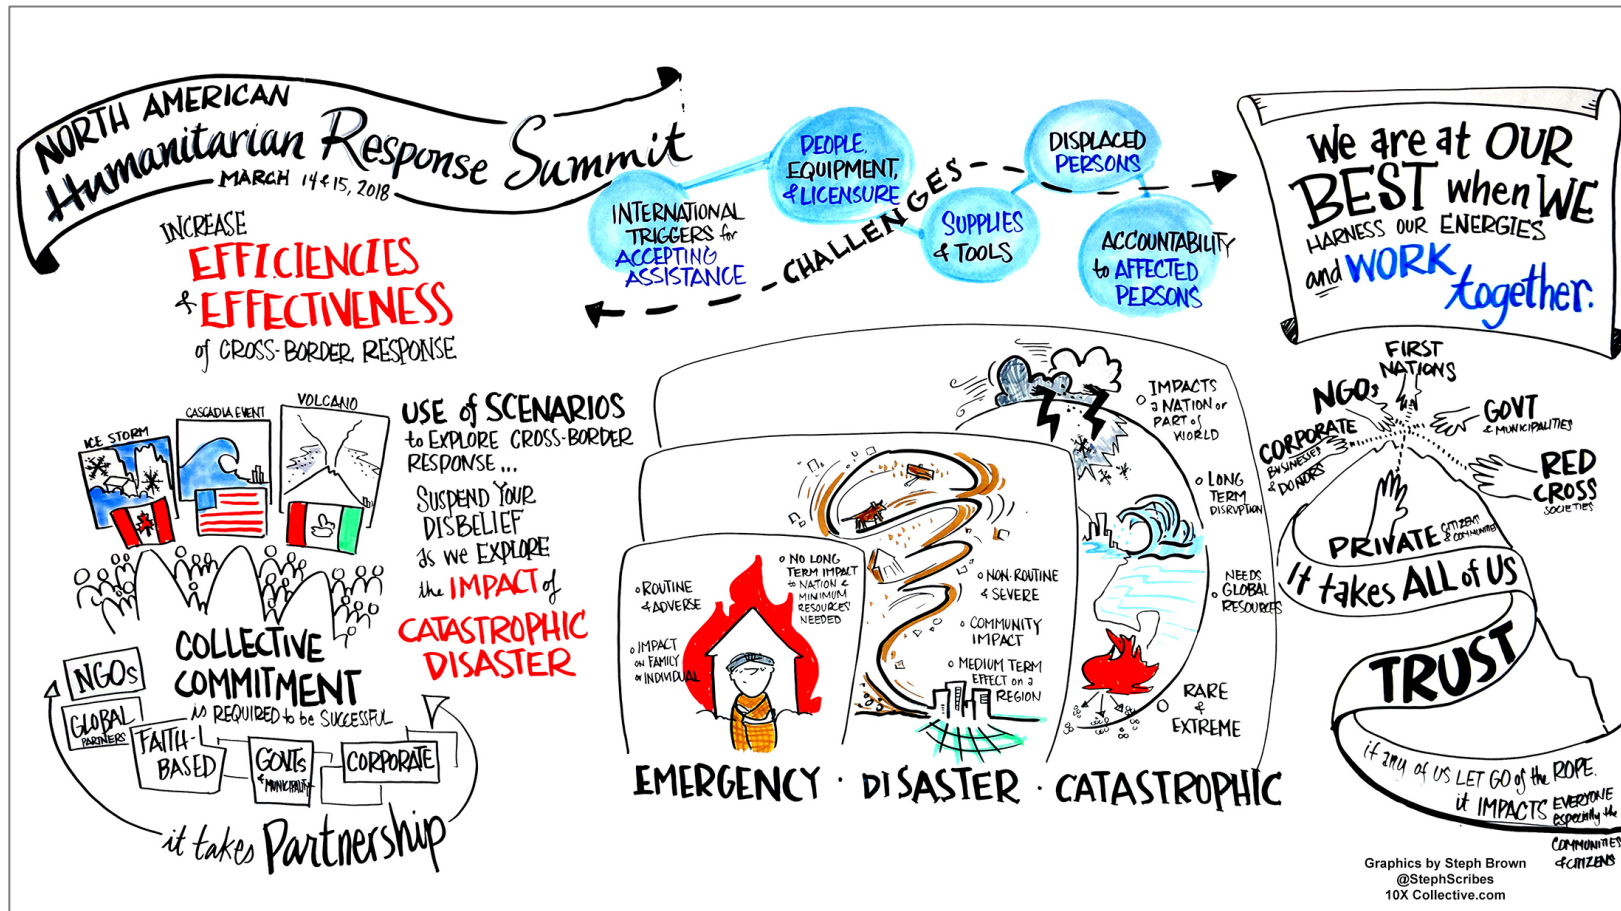 NORTH AMERICAN
Humanitarian Response Summit
MARCH 14 & 15, 2018
INCREASE
EFFICIENCIES
& EFFECTIVENESS
of CROSS-BORDER RESPONSE
ICE STORM
CASCADIA EVENT
VOLCANO
USE of SCENARIOS
to EXPLORE CROSS-BORDER
RESPONSE ...
SUSPEND YOUR
DISBELIEF
as we EXPLORE
the IMPACT of
CATASTROPHIC
DISASTER
COLLECTIVE
COMMITMENT
is REQUIRED to be SUCCESSFUL
NGOs
GLOBAL
PARTNERS
FAITH-
BASED
GOVTs
& MUNICIPALITY
CORPORATE
it takes Partnership
INTERNATIONAL
TRIGGERS for
ACCEPTING
ASSISTANCE
PEOPLE,
EQUIPMENT,
& LICENSURE
CHALLENGES
SUPPLIES
& TOOLS
DISPLACED
PERSONS
ACCOUNTABILITY
to AFFECTED
PERSONS
ROUTINE
& ADVERSE
IMPACT
on FAMILY
or INDIVIDUAL
NO LONG
TERM IMPACT
to NATION &
MINIMUM
RESOURCES
NEEDED
NON-ROUTINE
& SEVERE
COMMUNITY
IMPACT
MEDIUM TERM
EFFECT on a
REGION
IMPACTS
a NATION or
PART of
WORLD
LONG
TERM
DISRUPTION
NEEDS
GLOBAL
RESOURCES
RARE
&
EXTREME
EMERGENCY · DISASTER · CATASTROPHIC
We are at OUR
BEST when WE
HARNESS OUR ENERGIES
and WORK
together.
FIRST
NATIONS
NGOs
CORPORATE
BUSINESSES
& DONORS
GOVT
& MUNICIPALITIES
RED
CROSS
SOCIETIES
PRIVATE CITIZENS
& COMMUNITIES
It takes ALL of US
TRUST
if any of US LET GO of the ROPE.
it IMPACTS EVERYONE
especially the
COMMUNITIES
& CITIZENS
Graphics by Steph Brown
@StephScribes
10X Collective.com